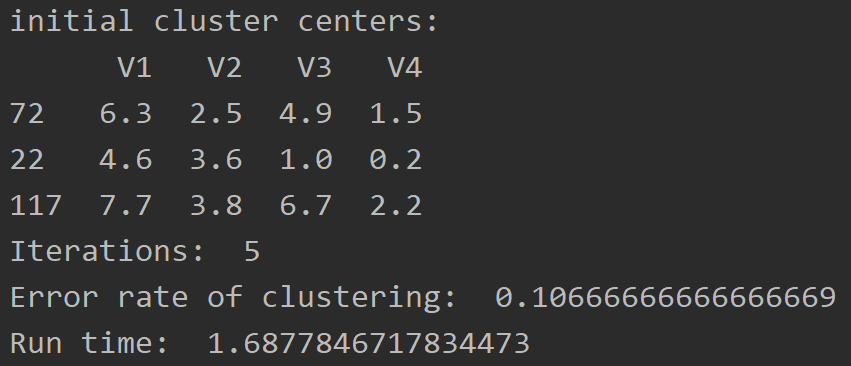 initial cluster centers:
V1 V2 V3 V4
72 6.3 2.5 4.9 1.5
22 4.6 3.6 1.0 0.2
117 7.7 3.8 6.7 2.2
Iterations: 5
Error rate of clustering: 0.10666666666666669
Run time: 1.6877846717834473